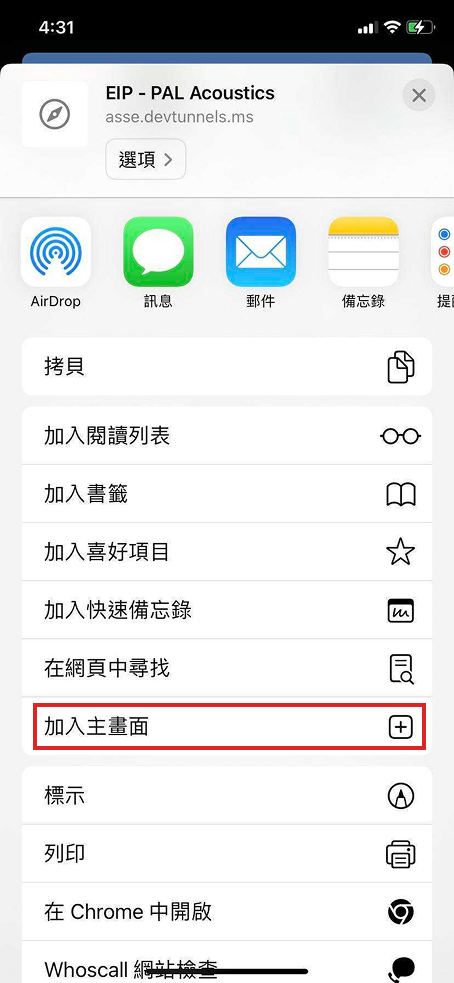 4:31
EIP - PAL Acoustics
asse.devtunnels.ms
選項
AirDrop
訊息
郵件
備忘錄
提醒
拷貝
加入閱讀列表
加入書籤
加入喜好項目
加入快速備忘錄
在網頁中尋找
加入主畫面
標示
列印
在 Chrome 中開啟
Whoscall 網站檢查